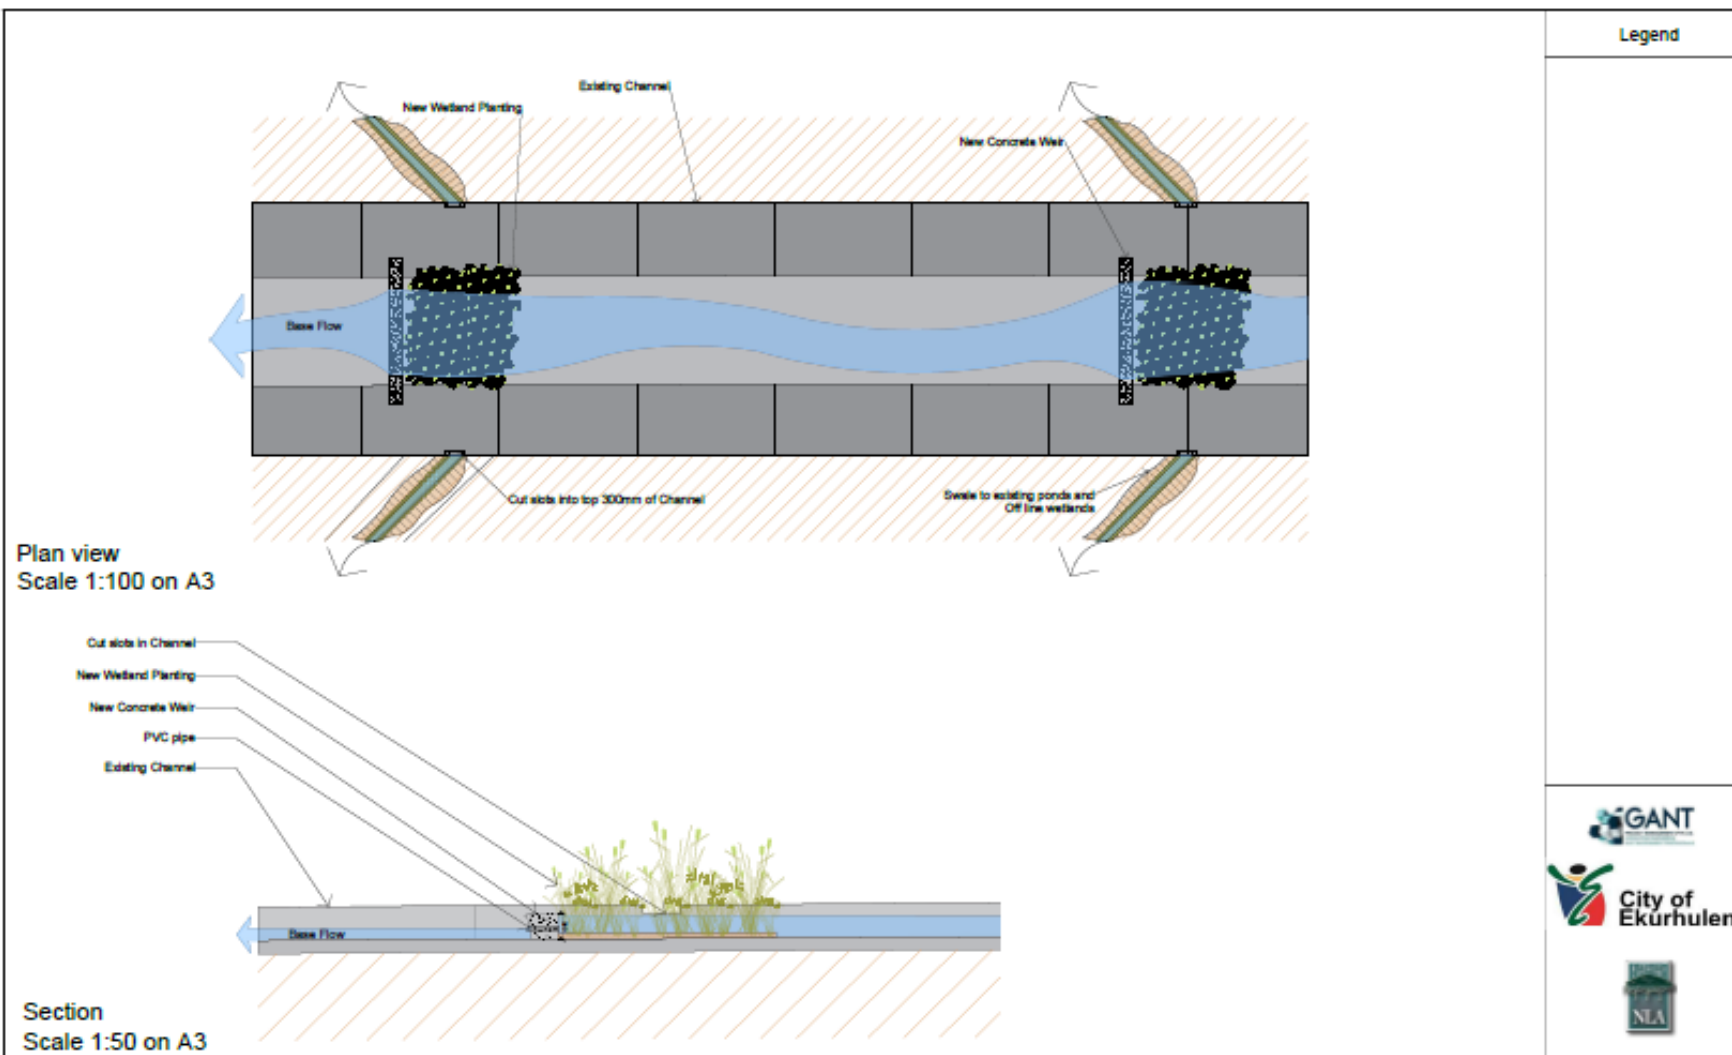 Legend
Existing Channel
New Wetland Planting
New Concrete Weir
Base Flow
Cut slots into top 300mm of Channel
Swale to existing ponds and
Off line wetlands
Plan view
Scale 1:100 on A3
Cut slots in Channel
New Wetland Planting
New Concrete Weir
PVC pipe
Existing Channel
Base Flow
Section
Scale 1:50 on A3
GANT
City of
Ekurhulen
NLA